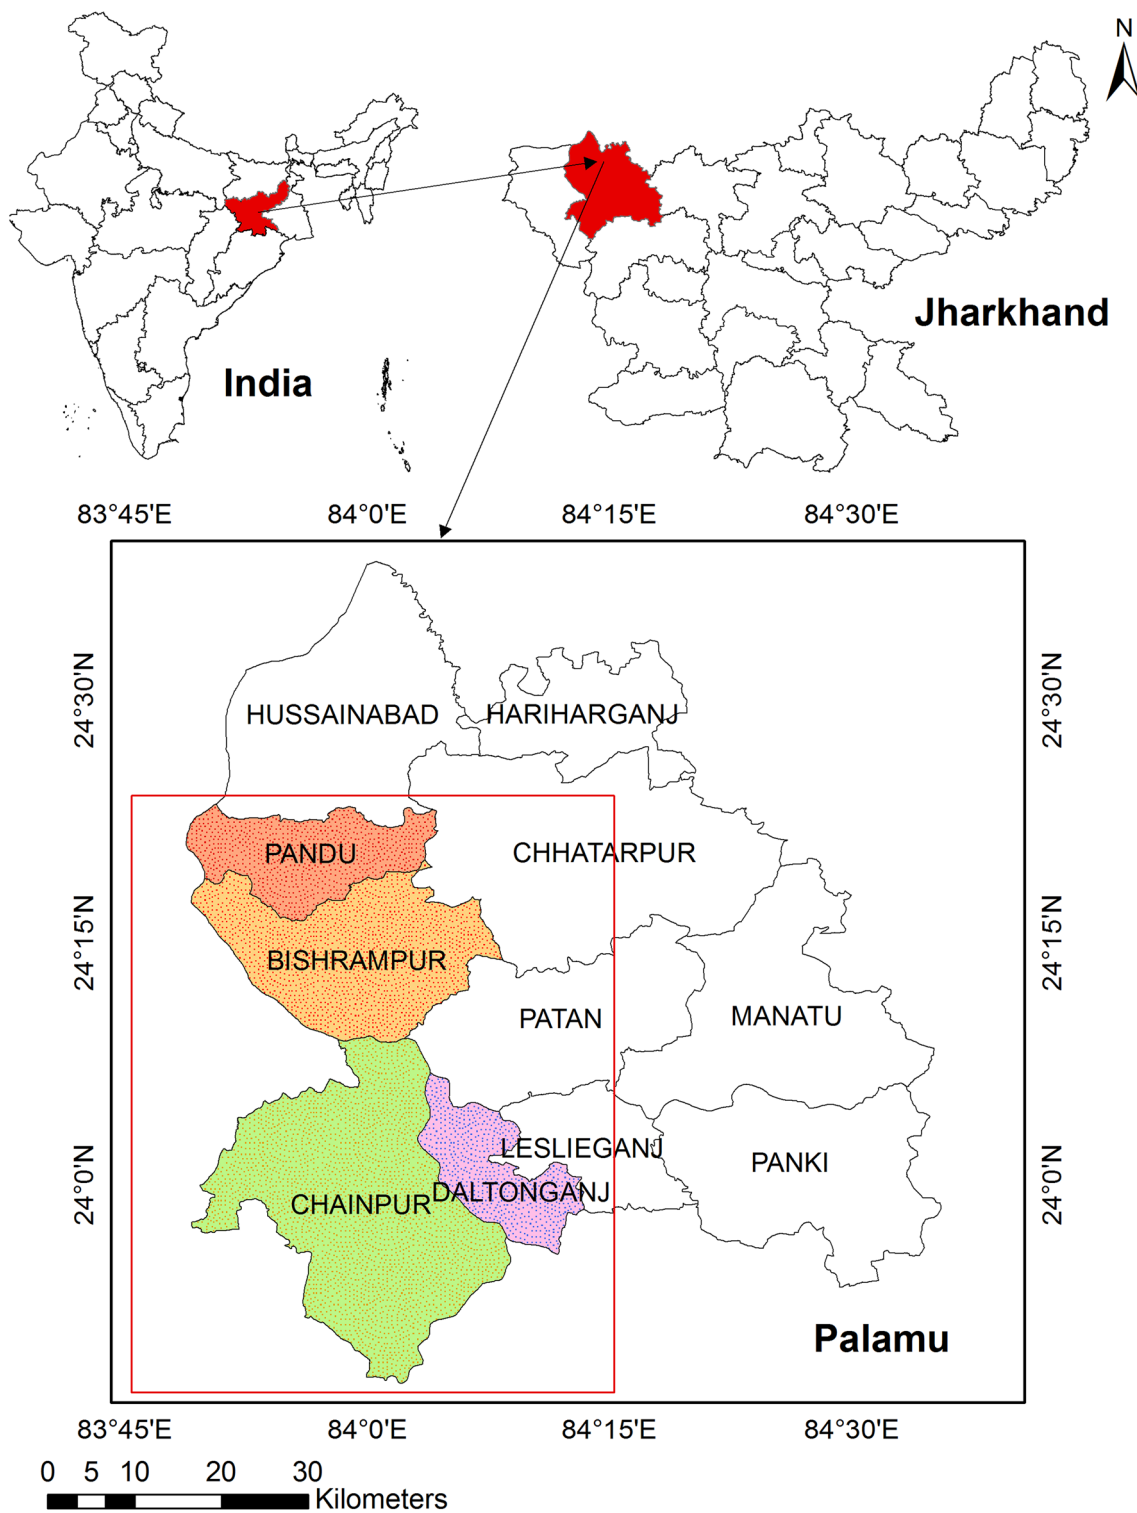 N
Jharkhand
India
83°45'E 84°0'E 84°15'E 84°30'E
24°30'N
24°30'N
HUSSAINABAD HARIHARGANJ
PANDU CHHATARPUR
24°15'N
24°15'N
BISHRAMPUR
PATAN MANATU
LESLIEGANJ PANKI
24°0'N
24°0'N
CHAINPUR DALTONGANJ
Palamu
83°45'E 84°0'E 84°15'E 84°30'E
0 5 10 20 30
Kilometers